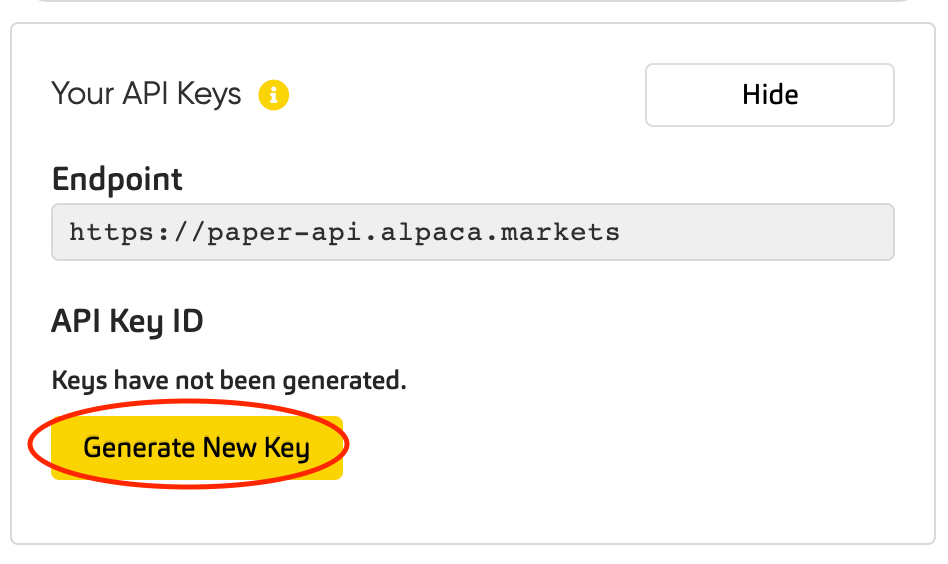 Your API Keys
Hide
Endpoint
https://paper-api.alpaca.markets
API Key ID
Keys have not been generated.
Generate New Key